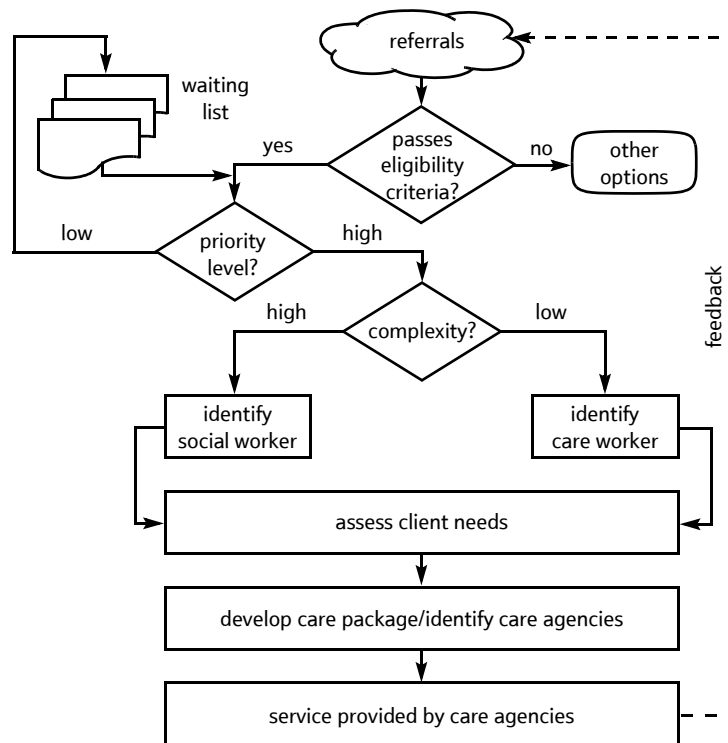 referrals
waiting
list
yes
passes
eligibility
criteria?
no
other
options
low
priority
level?
high
feedback
high
complexity?
low
identify
social worker
identify
care worker
assess client needs
develop care package/identify care agencies
service provided by care agencies